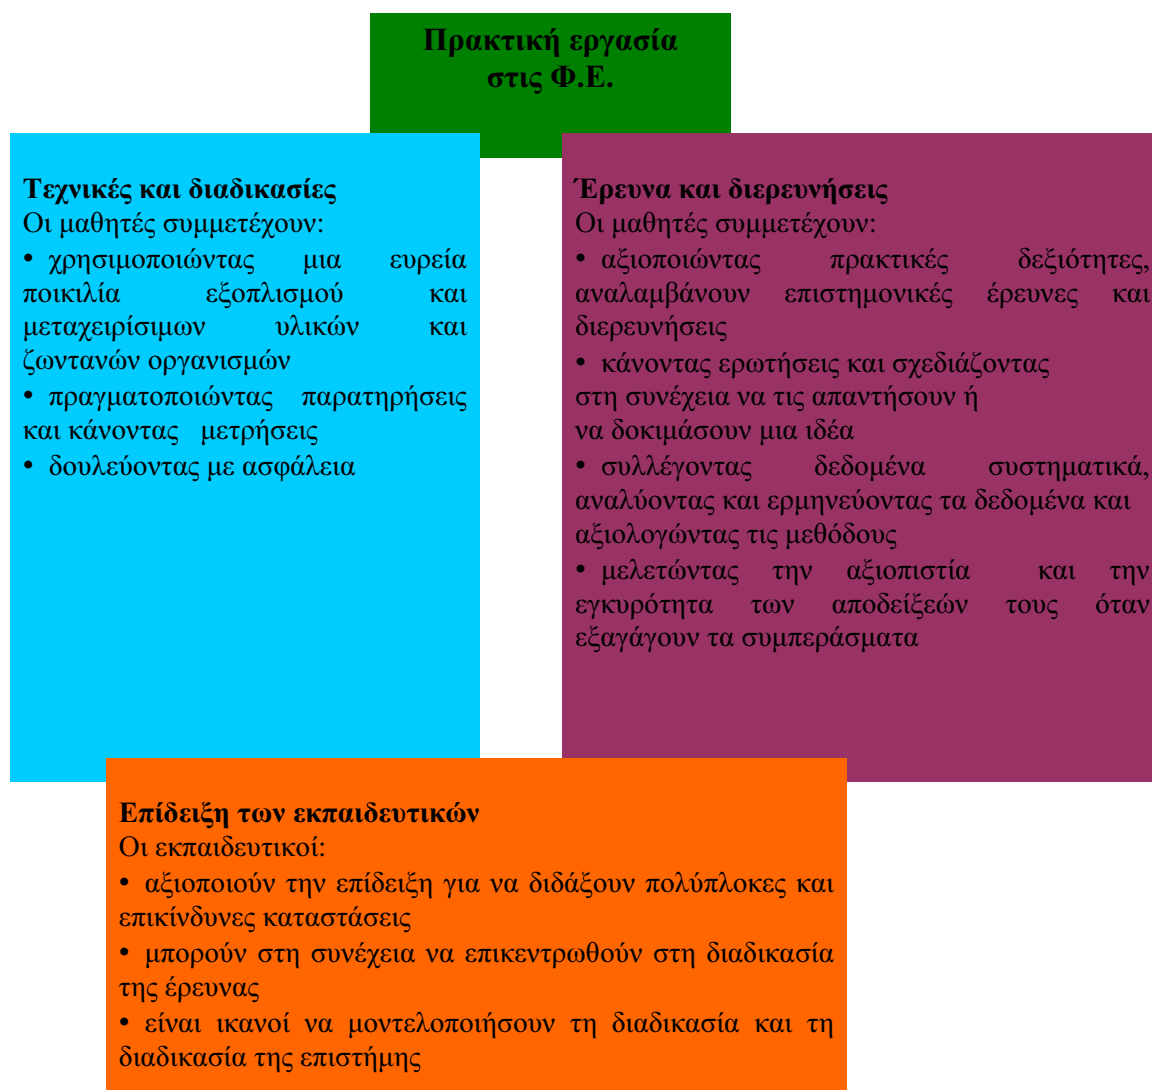 Πρακτική εργασία
στις Φ.Ε.
Τεχνικές και διαδικασίες
Οι μαθητές συμμετέχουν:
• χρησιμοποιώντας μια ευρεία
ποικιλία εξοπλισμού και
μεταχειρίσιμων υλικών και
ζωντανών οργανισμών
• πραγματοποιώντας παρατηρήσεις
και κάνοντας μετρήσεις
• δουλεύοντας με ασφάλεια
Έρευνα και διερευνήσεις
Οι μαθητές συμμετέχουν:
• αξιοποιώντας πρακτικές δεξιότητες,
αναλαμβάνουν επιστημονικές έρευνες και
διερευνήσεις
• κάνοντας ερωτήσεις και σχεδιάζοντας
στη συνέχεια να τις απαντήσουν ή
να δοκιμάσουν μια ιδέα
• συλλέγοντας δεδομένα συστηματικά,
αναλύοντας και ερμηνεύοντας τα δεδομένα και
αξιολογώντας τις μεθόδους
• μελετώντας την αξιοπιστία και την
εγκυρότητα των αποδείξεών τους όταν
εξαγάγουν τα συμπεράσματα
Επίδειξη των εκπαιδευτικών
Οι εκπαιδευτικοί:
• αξιοποιούν την επίδειξη για να διδάξουν πολύπλοκες και
επικίνδυνες καταστάσεις
• μπορούν στη συνέχεια να επικεντρωθούν στη διαδικασία
της έρευνας
• είναι ικανοί να μοντελοποιήσουν τη διαδικασία και τη
διαδικασία της επιστήμης